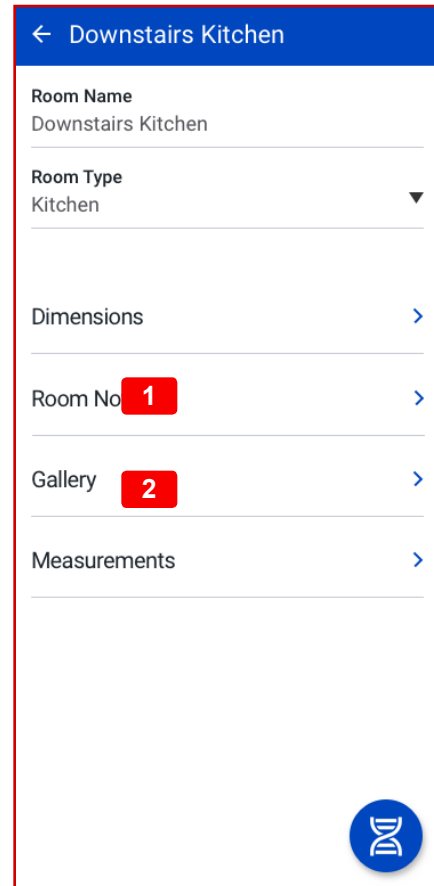 Downstairs Kitchen
Room Name
Downstairs Kitchen
Room Type
Kitchen
Dimensions
Room No 1
Gallery 2
Measurements